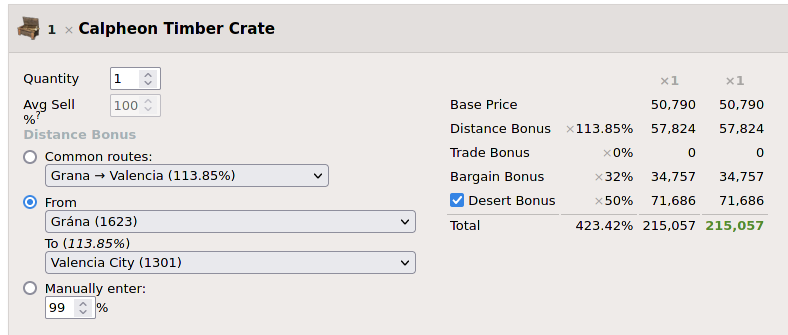 1 × Calpheon Timber Crate
Quantity 1
Avg Sell %? 100
Distance Bonus
Common routes:
Grana → Valencia (113.85%)
From
Grána (1623)
To (113.85%)
Valencia City (1301)
Manually enter:
99 %
×1 ×1
Base Price 50,790 50,790
Distance Bonus ×113.85% 57,824 57,824
Trade Bonus ×0% 0 0
Bargain Bonus ×32% 34,757 34,757
Desert Bonus ×50% 71,686 71,686
Total 423.42% 215,057 215,057